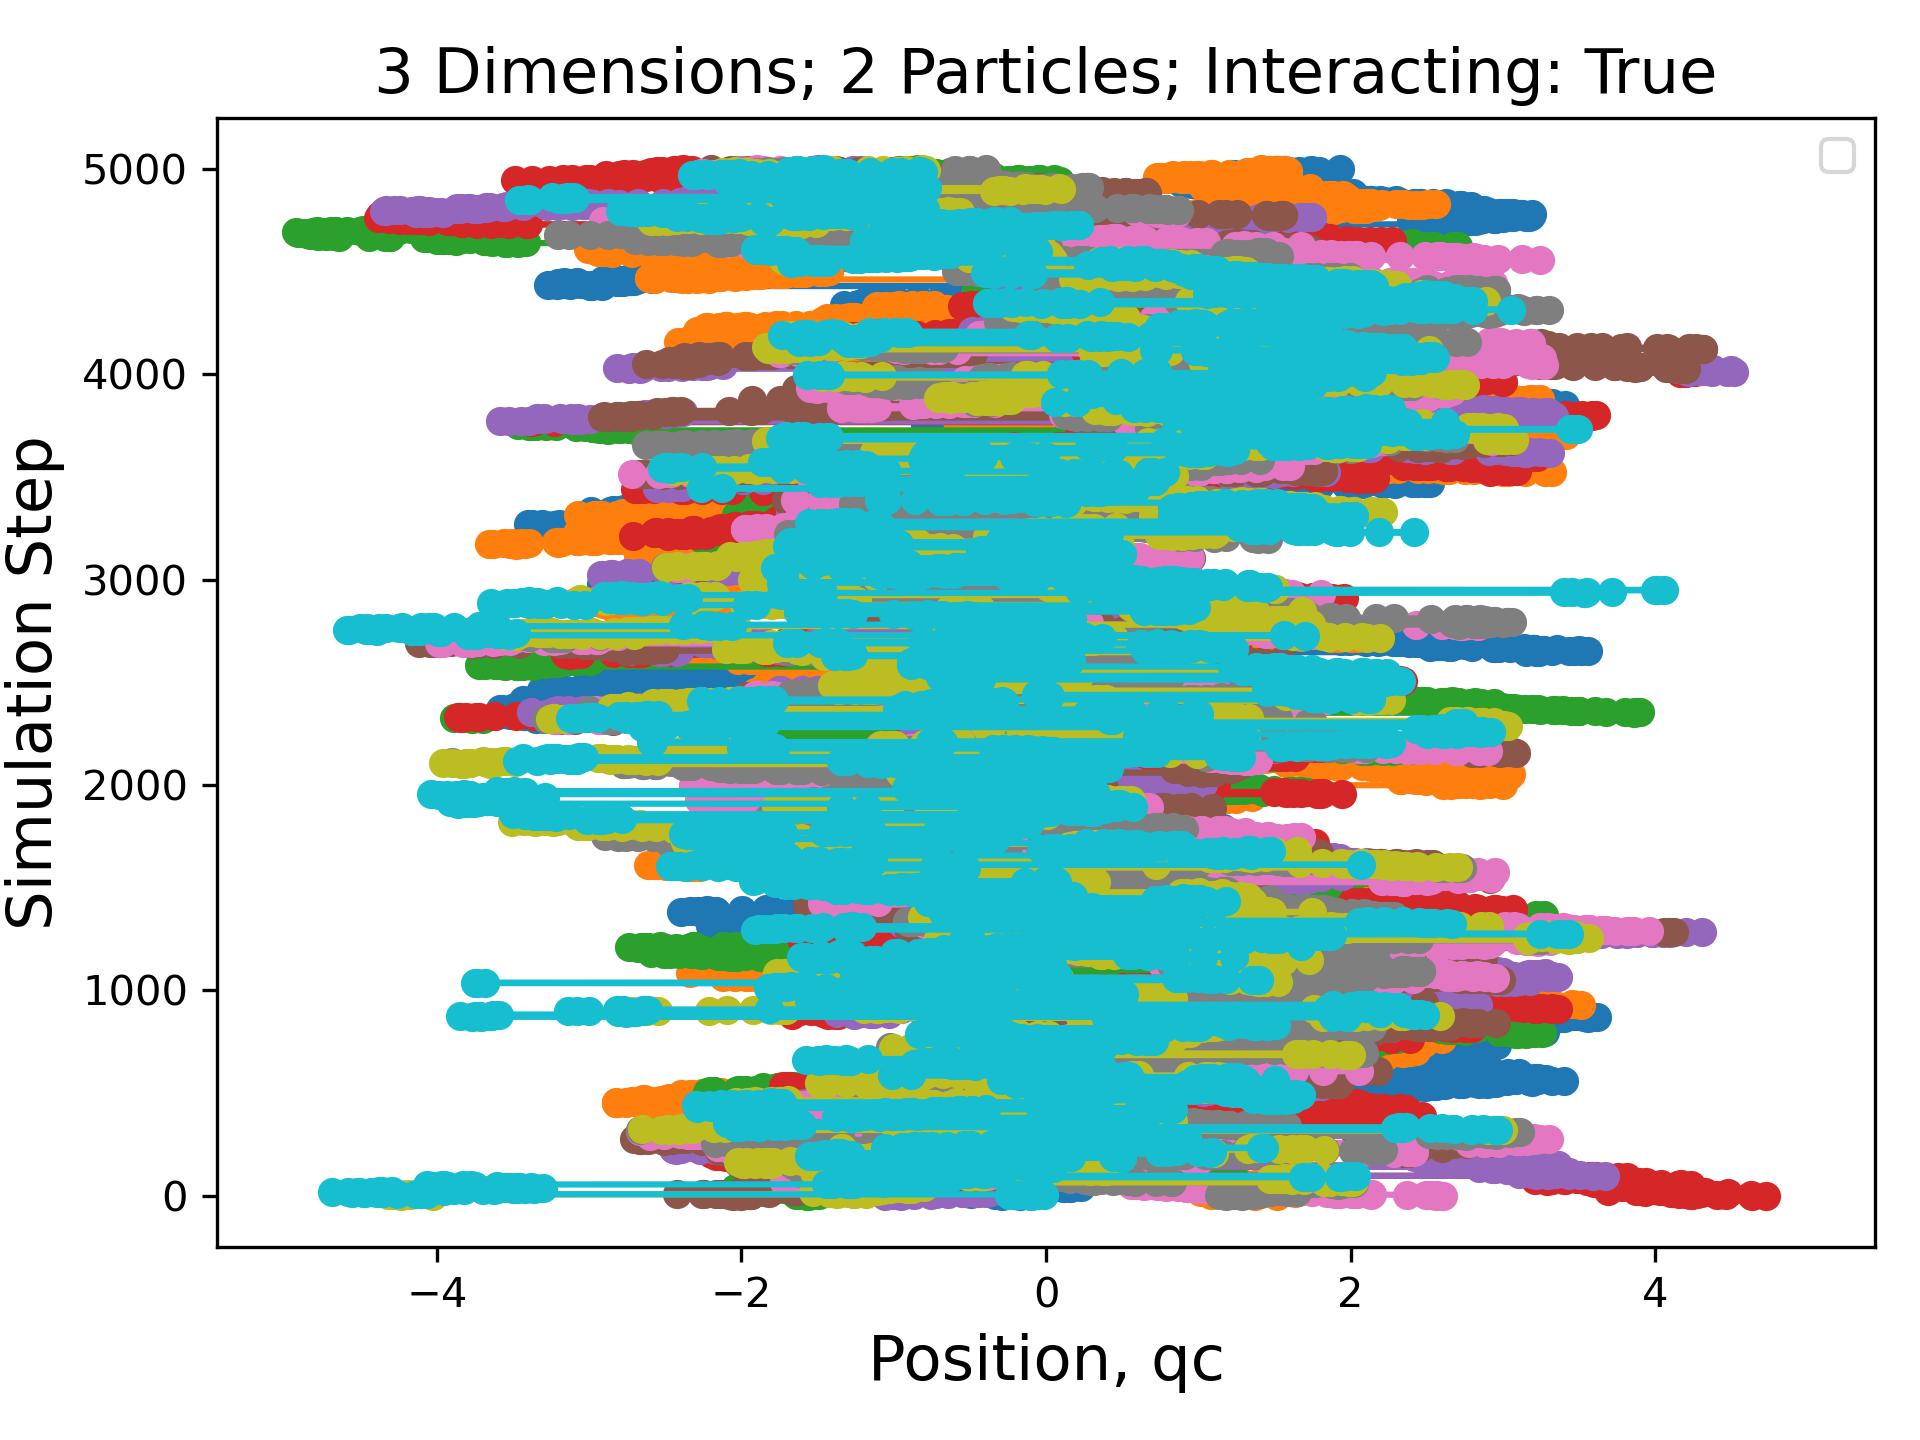 3 Dimensions; 2 Particles; Interacting: True
5000
4000
3000
2000
1000
0
Simulation Step
−4 −2 0 2 4
Position, qc